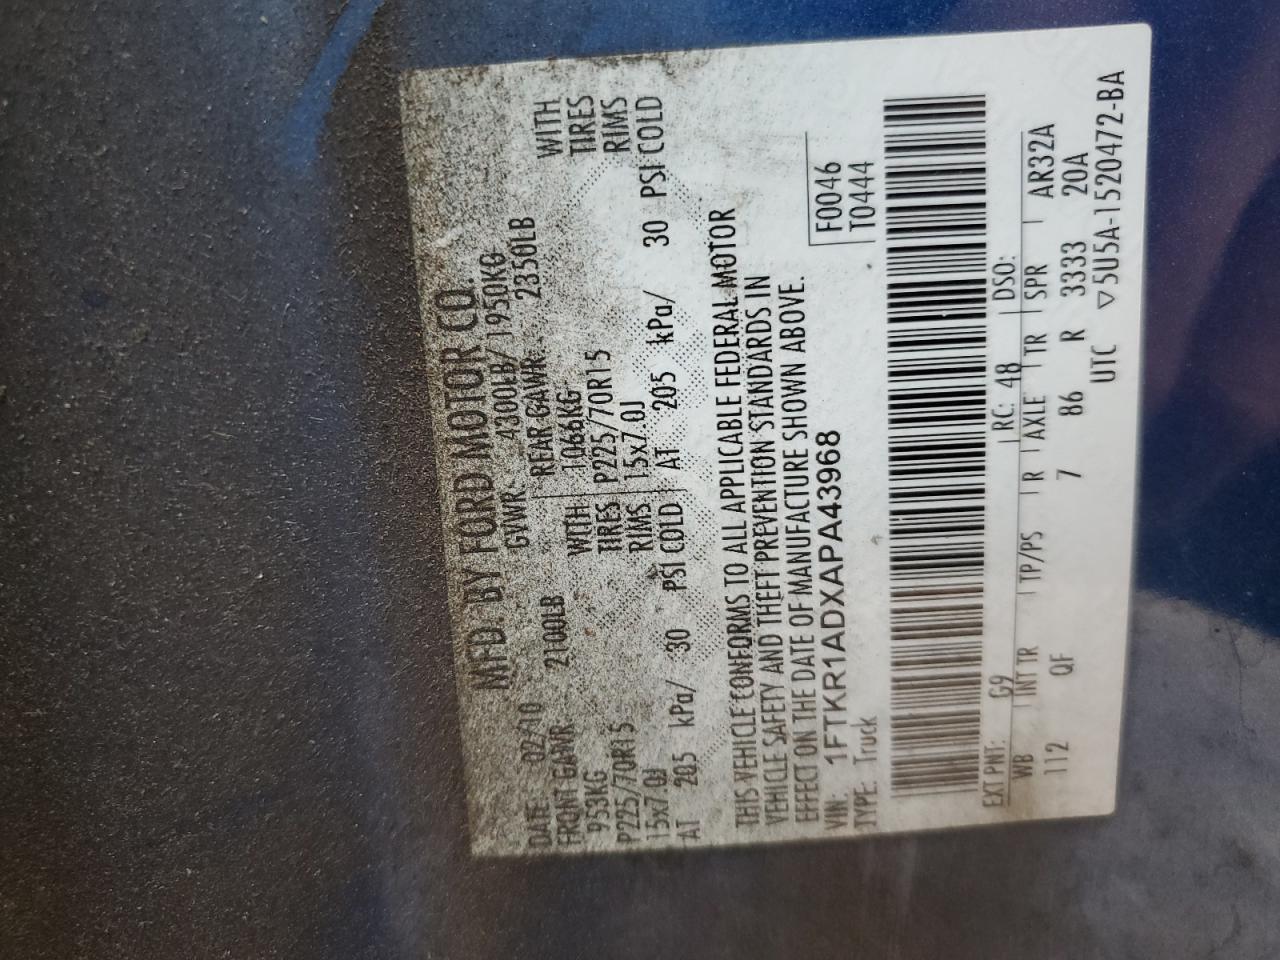 MFD. BY FORD MOTOR CO.
DATE: 02/10 GVWR: 4300LB/ 1950KG
FRONT GAWR: 2100LB REAR GAWR: 2350LB
953KG WITH 1066KG WITH
P225/70R15 TIRES P225/70R15 TIRES
15x7.0J RIMS 15x7.0J RIMS
AT 205 kPa/ 30 PSI COLD AT 205 kPa/ 30 PSI COLD
THIS VEHICLE CONFORMS TO ALL APPLICABLE FEDERAL MOTOR
VEHICLE SAFETY AND THEFT PREVENTION STANDARDS IN
EFFECT ON THE DATE OF MANUFACTURE SHOWN ABOVE.
VIN: 1FTKR1ADXAPA43968 F0046
TYPE: Truck T0444
EXT PNT: G9 RC: 48 DSO:
WB INT TR TP/PS R AXLE TR SPR AR32A
112 QF 7 86 R 3333 20A
UTC ▽5U5A-1520472-BA